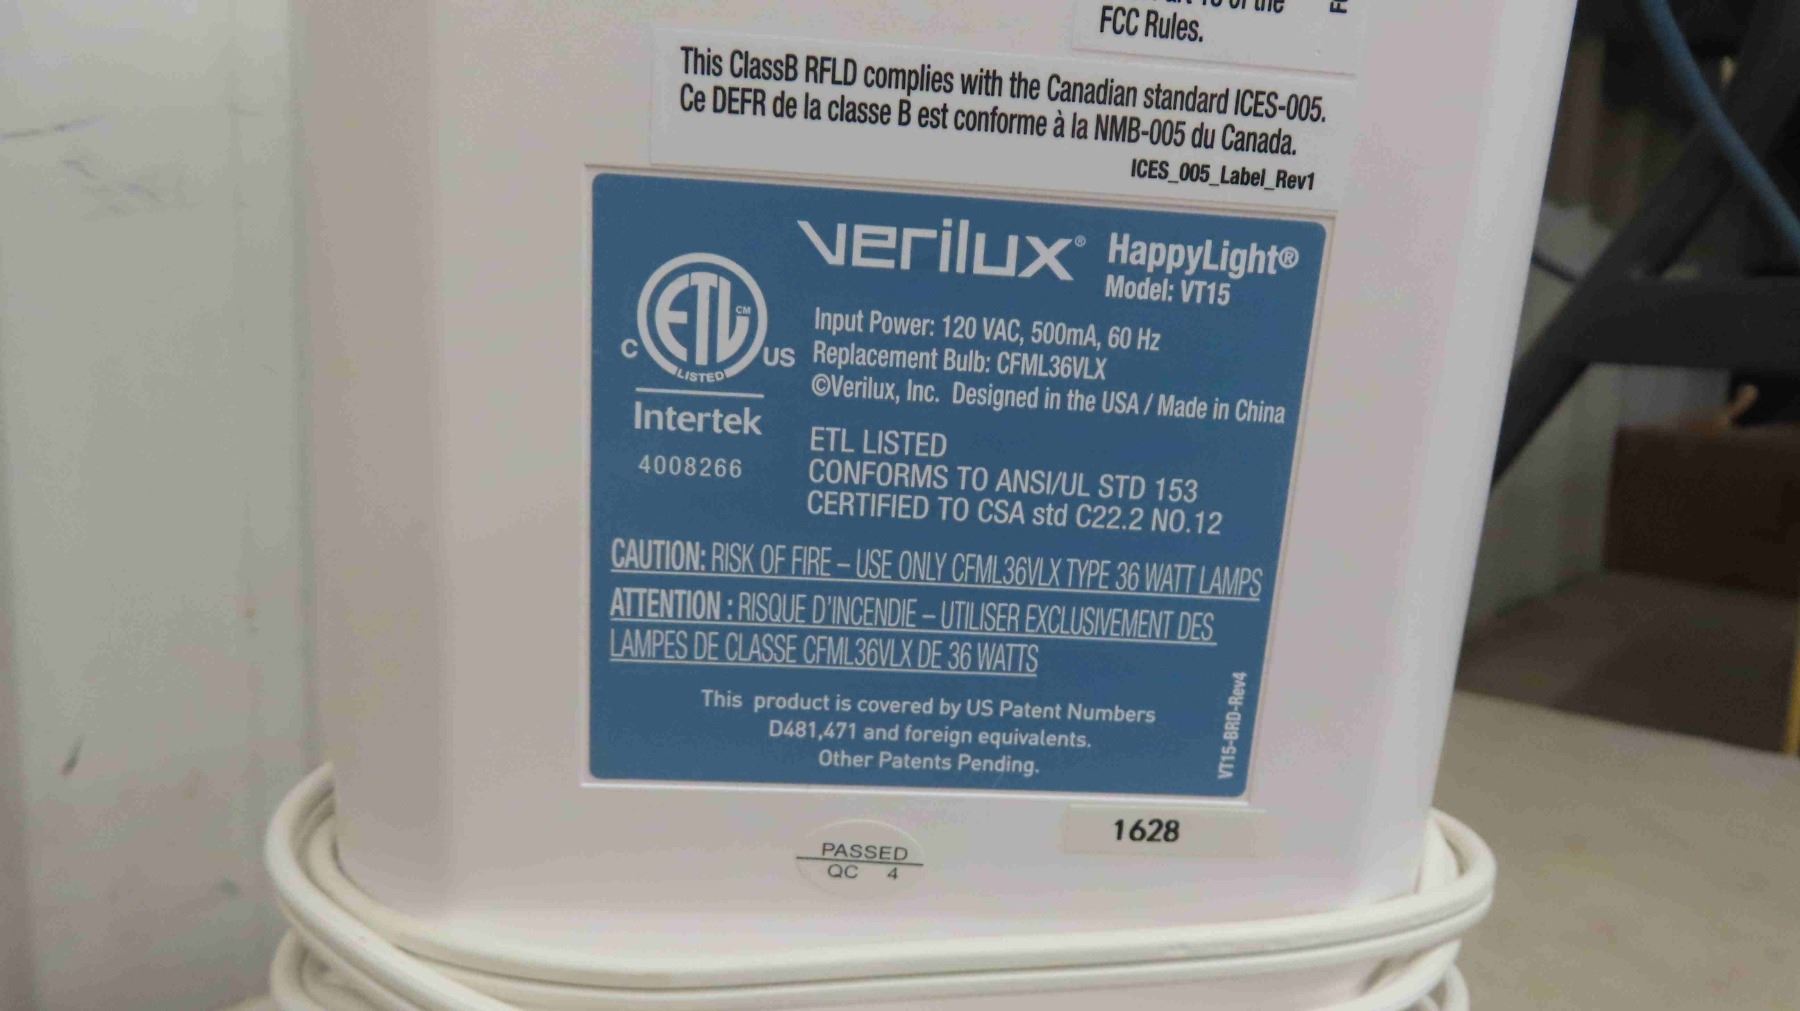 of the
FCC Rules.
This ClassB RFLD complies with the Canadian standard ICES-005.
Ce DEFR de la classe B est conforme à la NMB-005 du Canada.
ICES_005_Label_Rev1
verilux® HappyLight®
Model: VT15
Input Power: 120 VAC, 500mA, 60 Hz
Replacement Bulb: CFML36VLX
©Verilux, Inc. Designed in the USA / Made in China
ETL CM
C US
LISTED
Intertek
4008266
ETL LISTED
CONFORMS TO ANSI/UL STD 153
CERTIFIED TO CSA std C22.2 NO.12
CAUTION: RISK OF FIRE – USE ONLY CFML36VLX TYPE 36 WATT LAMPS
ATTENTION : RISQUE D'INCENDIE – UTILISER EXCLUSIVEMENT DES
LAMPES DE CLASSE CFML36VLX DE 36 WATTS
This product is covered by US Patent Numbers
D481,471 and foreign equivalents.
Other Patents Pending.
VT15-BRD-Rev4
1628
PASSED
QC 4